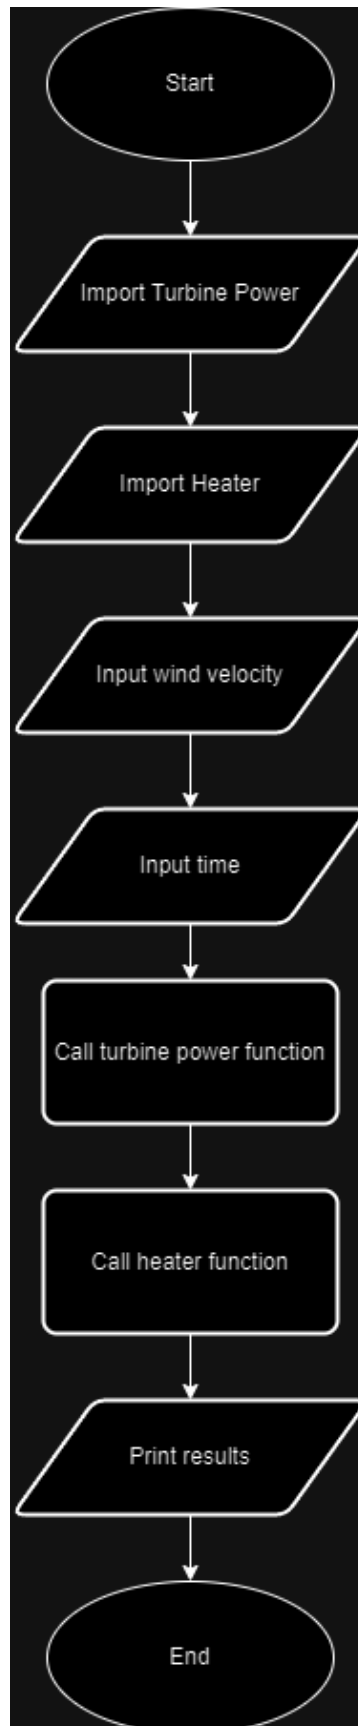 Start
Import Turbine Power
Import Heater
Input wind velocity
Input time
Call turbine power function
Call heater function
Print results
End